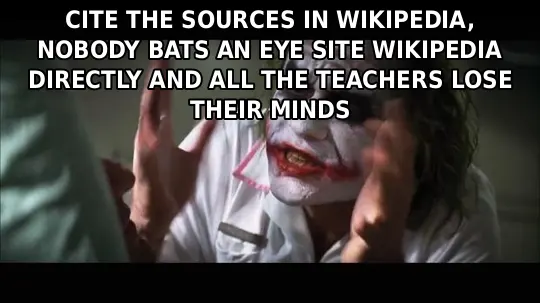 CITE THE SOURCES IN WIKIPEDIA,
NOBODY BATS AN EYE SITE WIKIPEDIA
DIRECTLY AND ALL THE TEACHERS LOSE
THEIR MINDS